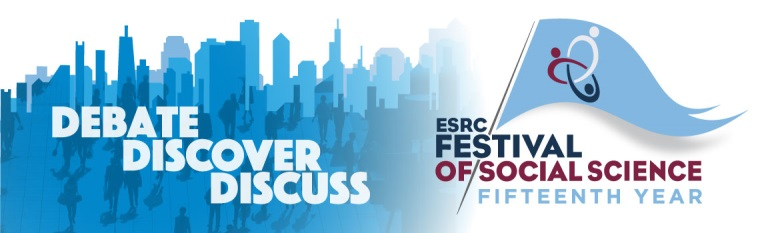 DEBATE
DISCOVER
DISCUSS
ESRC
FESTIVAL
OF SOCIAL SCIENCE
FIFTEENTH YEAR